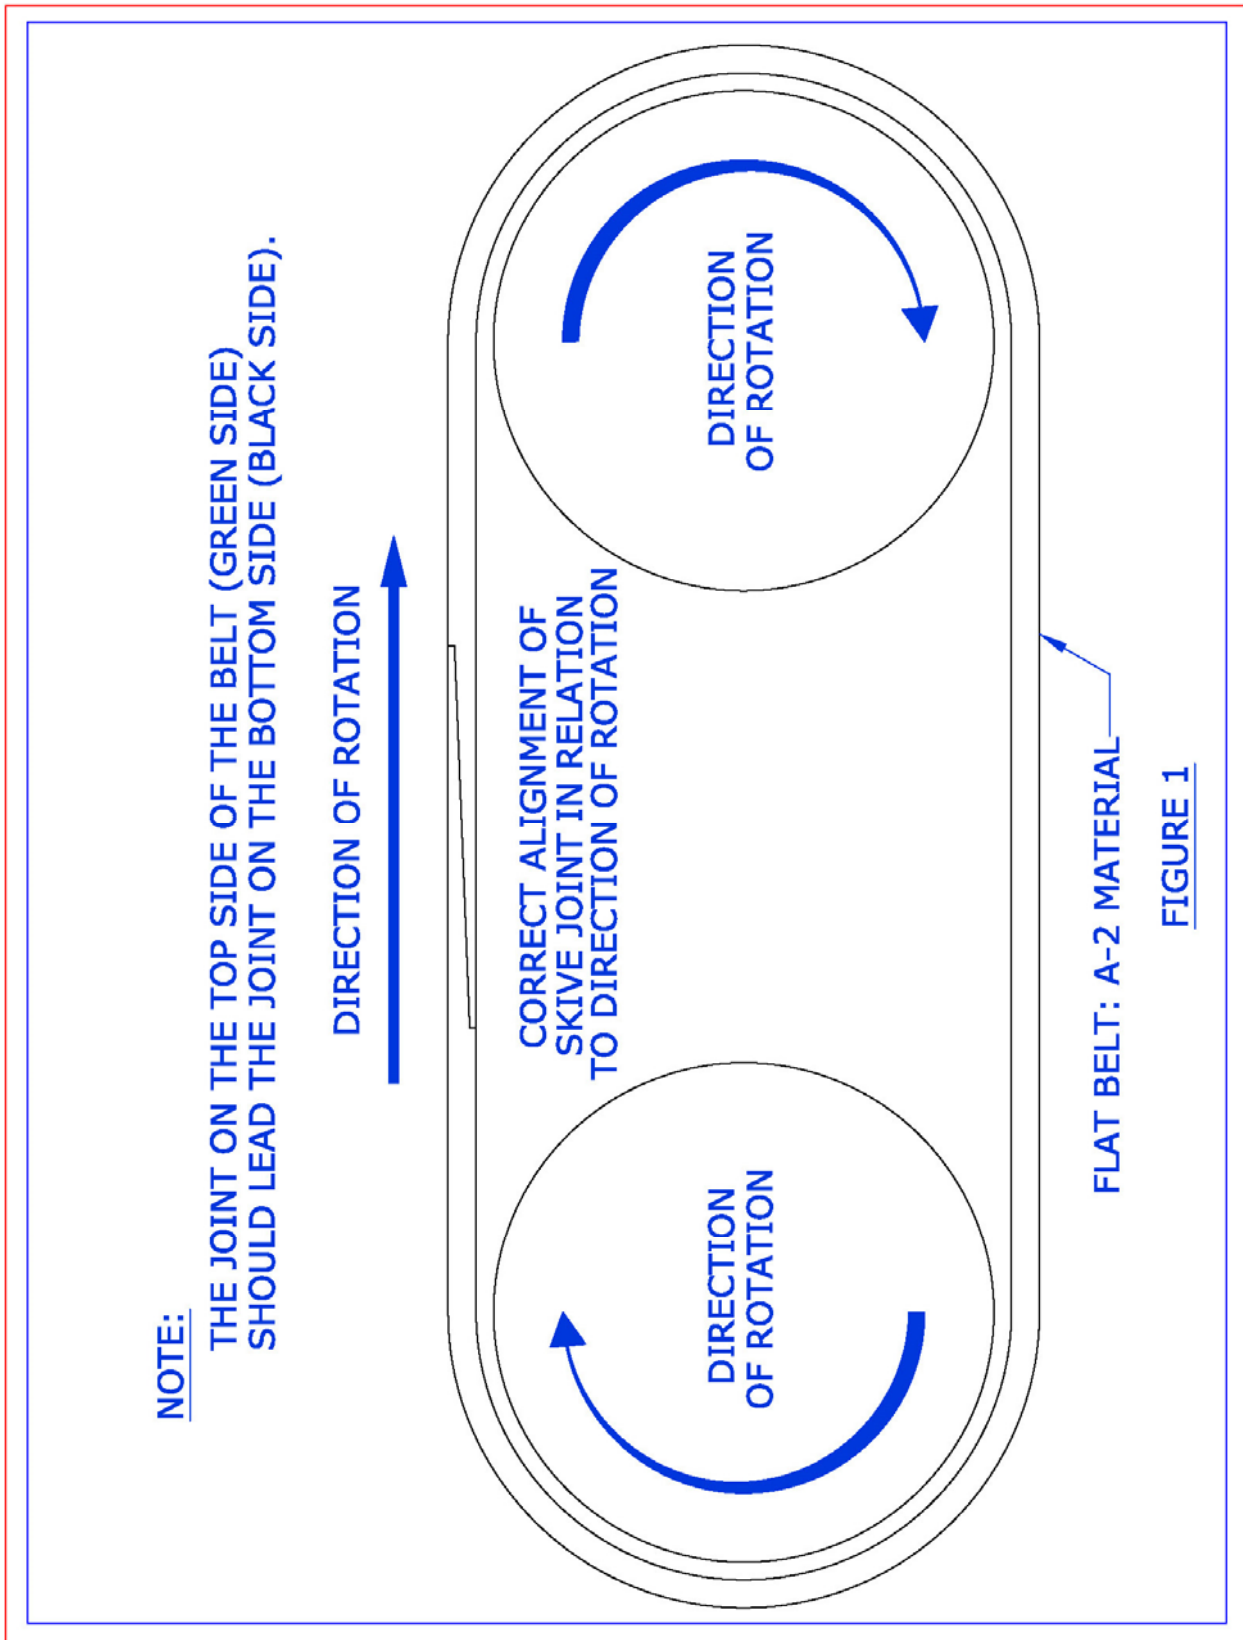 NOTE:
THE JOINT ON THE TOP SIDE OF THE BELT (GREEN SIDE)
SHOULD LEAD THE JOINT ON THE BOTTOM SIDE (BLACK SIDE).
DIRECTION OF ROTATION
CORRECT ALIGNMENT OF
SKIVE JOINT IN RELATION
TO DIRECTION OF ROTATION
DIRECTION
OF ROTATION
DIRECTION
OF ROTATION
FLAT BELT: A-2 MATERIAL
FIGURE 1